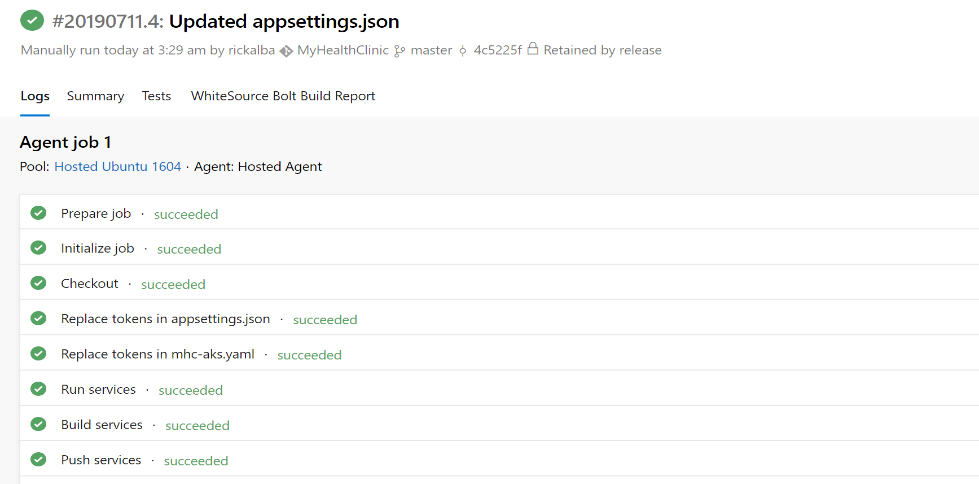 #20190711.4: Updated appsettings.json
Manually run today at 3:29 am by rickalba MyHealthClinic master 4c5225f Retained by release
Logs Summary Tests WhiteSource Bolt Build Report
Agent job 1
Pool: Hosted Ubuntu 1604 · Agent: Hosted Agent
Prepare job · succeeded
Initialize job · succeeded
Checkout · succeeded
Replace tokens in appsettings.json · succeeded
Replace tokens in mhc-aks.yaml · succeeded
Run services · succeeded
Build services · succeeded
Push services · succeeded